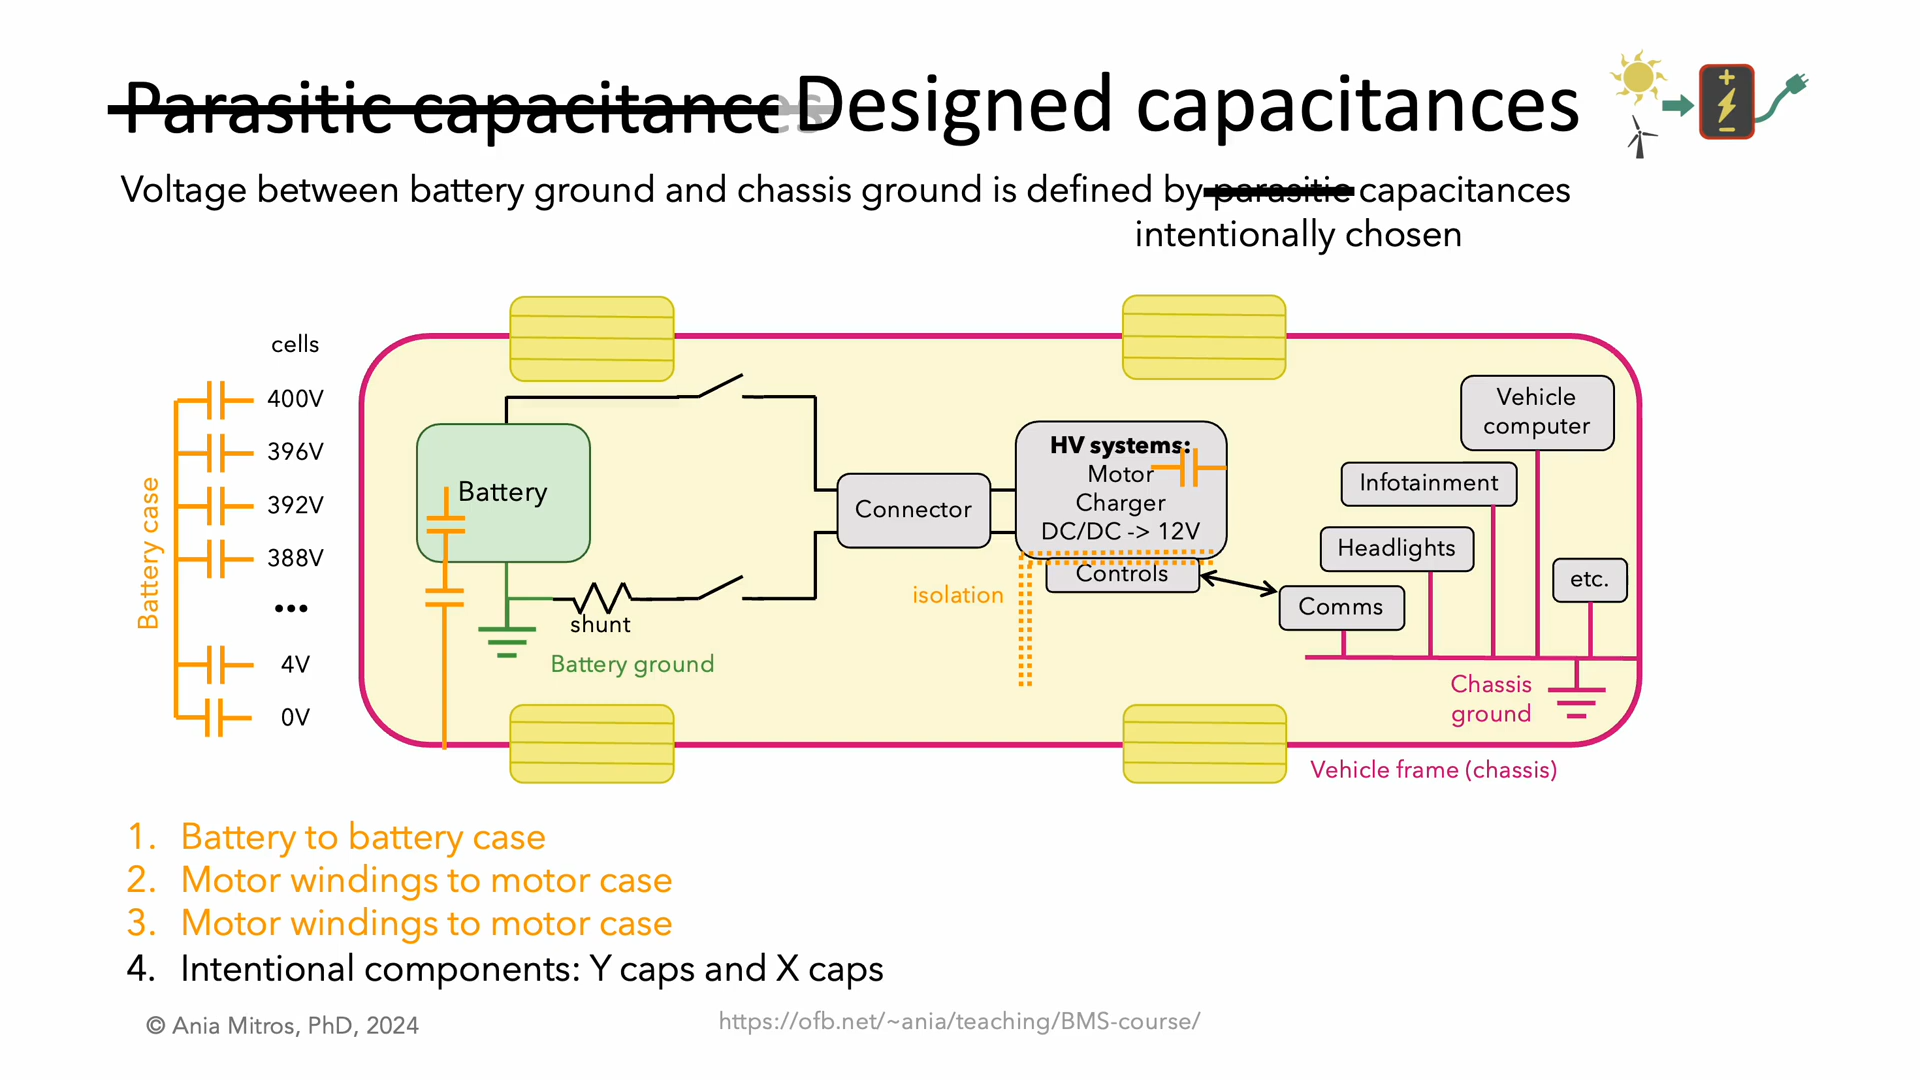 Parasitic capacitances Designed capacitances
Voltage between battery ground and chassis ground is defined by parasitic capacitances
intentionally chosen
cells
400V
396V
392V
388V
•••
4V
0V
Battery case
Battery
shunt
Battery ground
Connector
HV systems:
Motor
Charger
DC/DC -> 12V
Controls
isolation
Vehicle
computer
Infotainment
Headlights
etc.
Comms
Chassis
ground
Vehicle frame (chassis)
1. Battery to battery case
2. Motor windings to motor case
3. Motor windings to motor case
4. Intentional components: Y caps and X caps
© Ania Mitros, PhD, 2024
https://ofb.net/~ania/teaching/BMS-course/